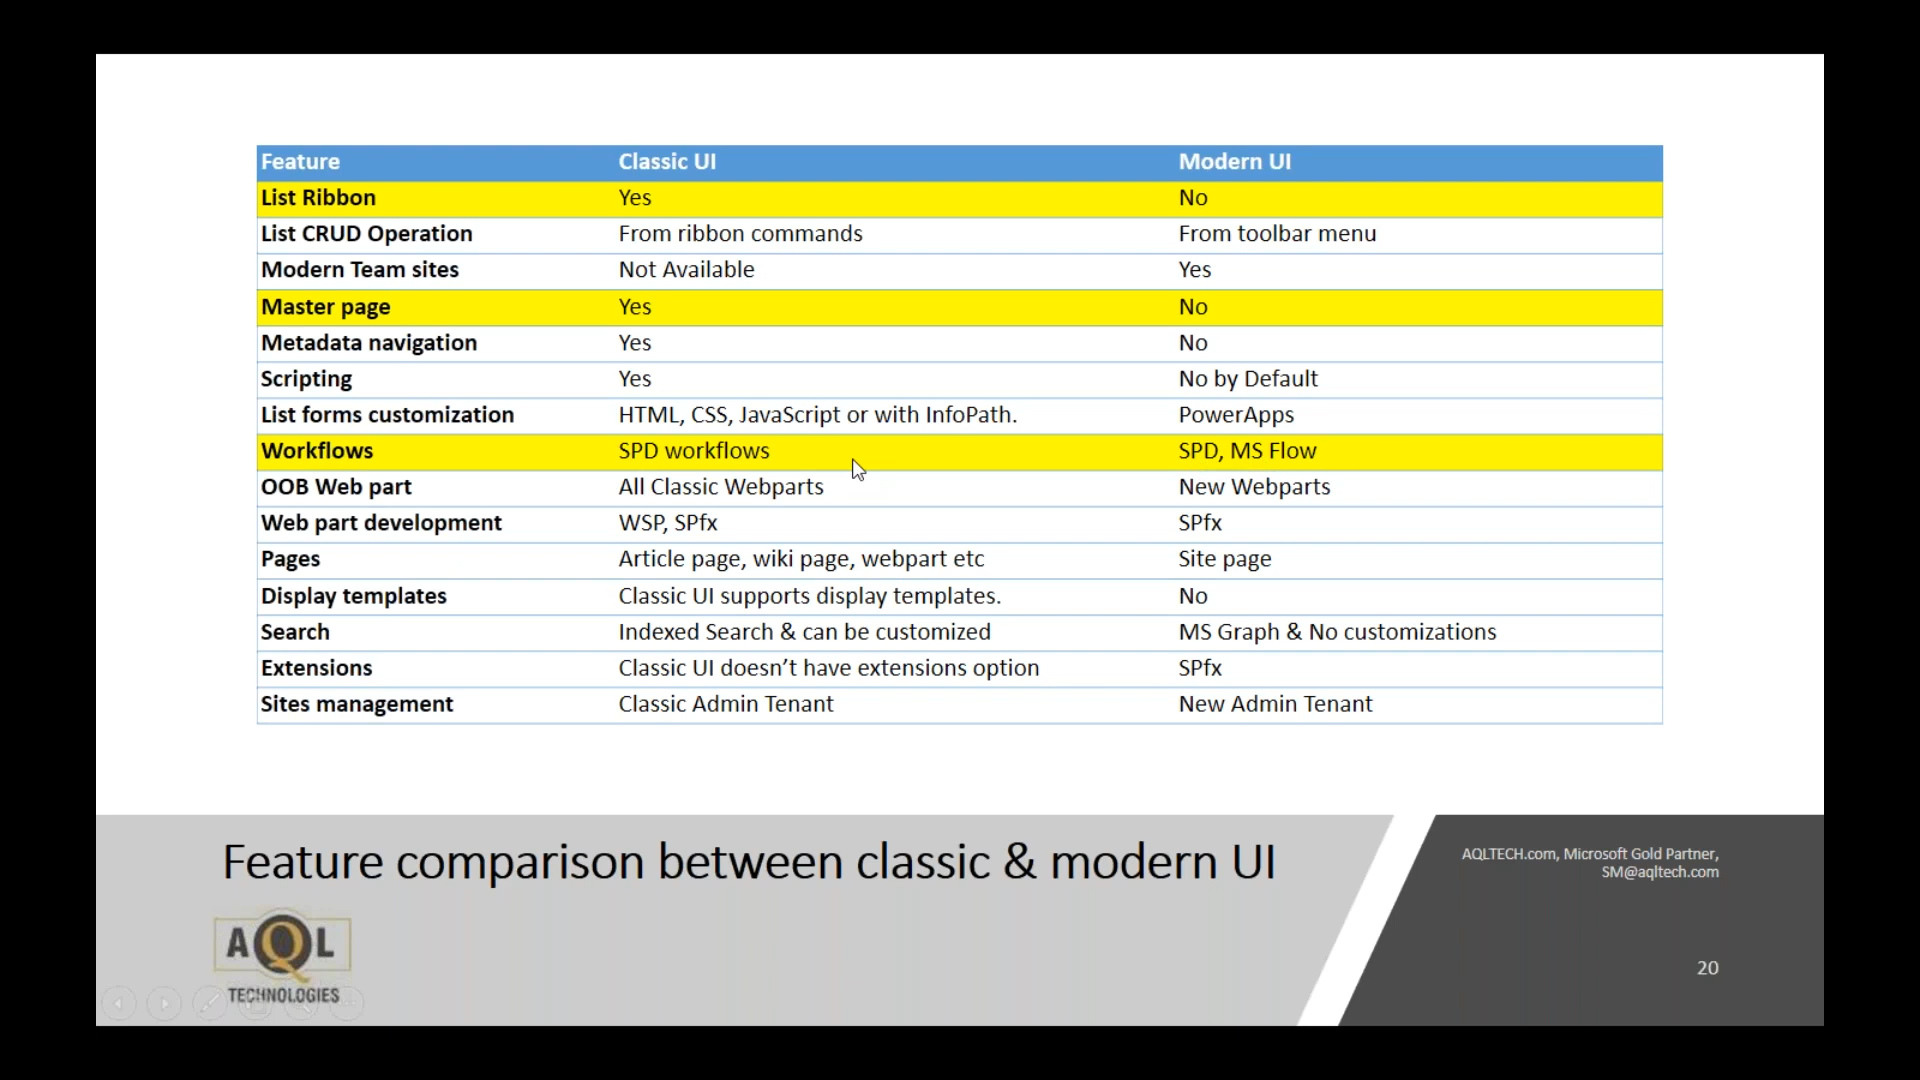 Feature Classic UI Modern UI
List Ribbon Yes No
List CRUD Operation From ribbon commands From toolbar menu
Modern Team sites Not Available Yes
Master page Yes No
Metadata navigation Yes No
Scripting Yes No by Default
List forms customization HTML, CSS, JavaScript or with InfoPath. PowerApps
Workflows SPD workflows SPD, MS Flow
OOB Web part All Classic Webparts New Webparts
Web part development WSP, SPfx SPfx
Pages Article page, wiki page, webpart etc Site page
Display templates Classic UI supports display templates. No
Search Indexed Search & can be customized MS Graph & No customizations
Extensions Classic UI doesn’t have extensions option SPfx
Sites management Classic Admin Tenant New Admin Tenant
Feature comparison between classic & modern UI
AQLTECH.com, Microsoft Gold Partner,
SM@aqltech.com
AQL
TECHNOLOGIES
20